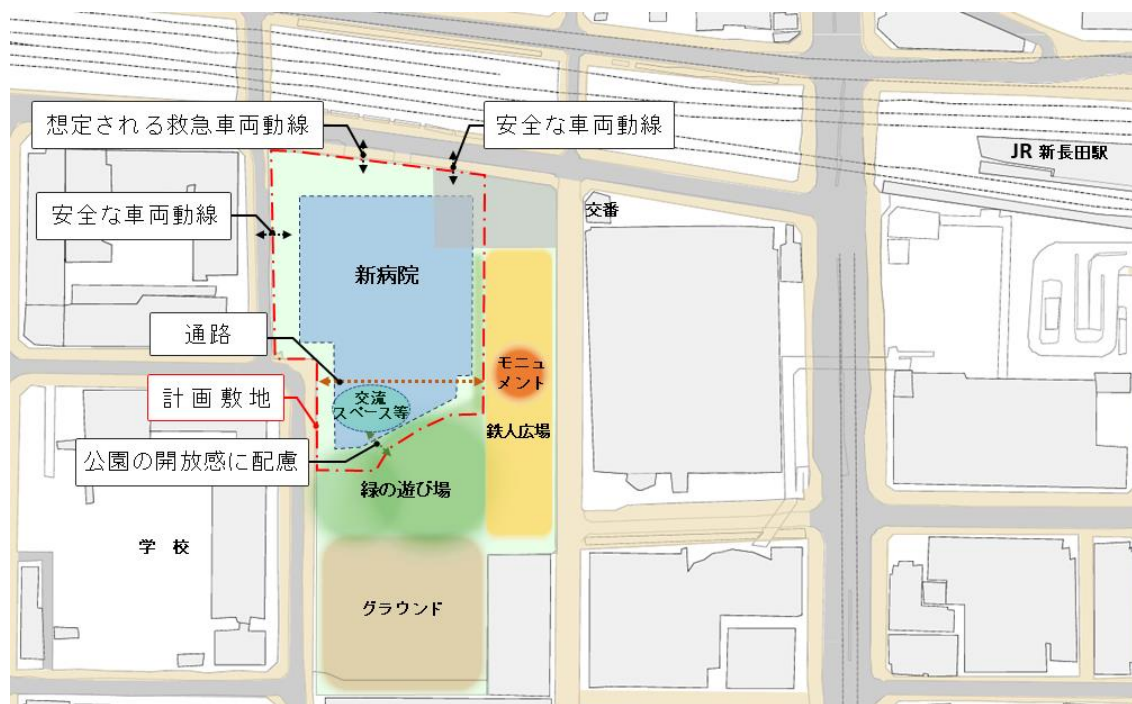 想定される救急車両動線
安全な車両動線
JR 新長田駅
安全な車両動線
交番
新病院
通路
モニュ
メント
計画敷地
交流
スペース等
鉄人広場
公園の開放感に配慮
緑の遊び場
学 校
グラウンド